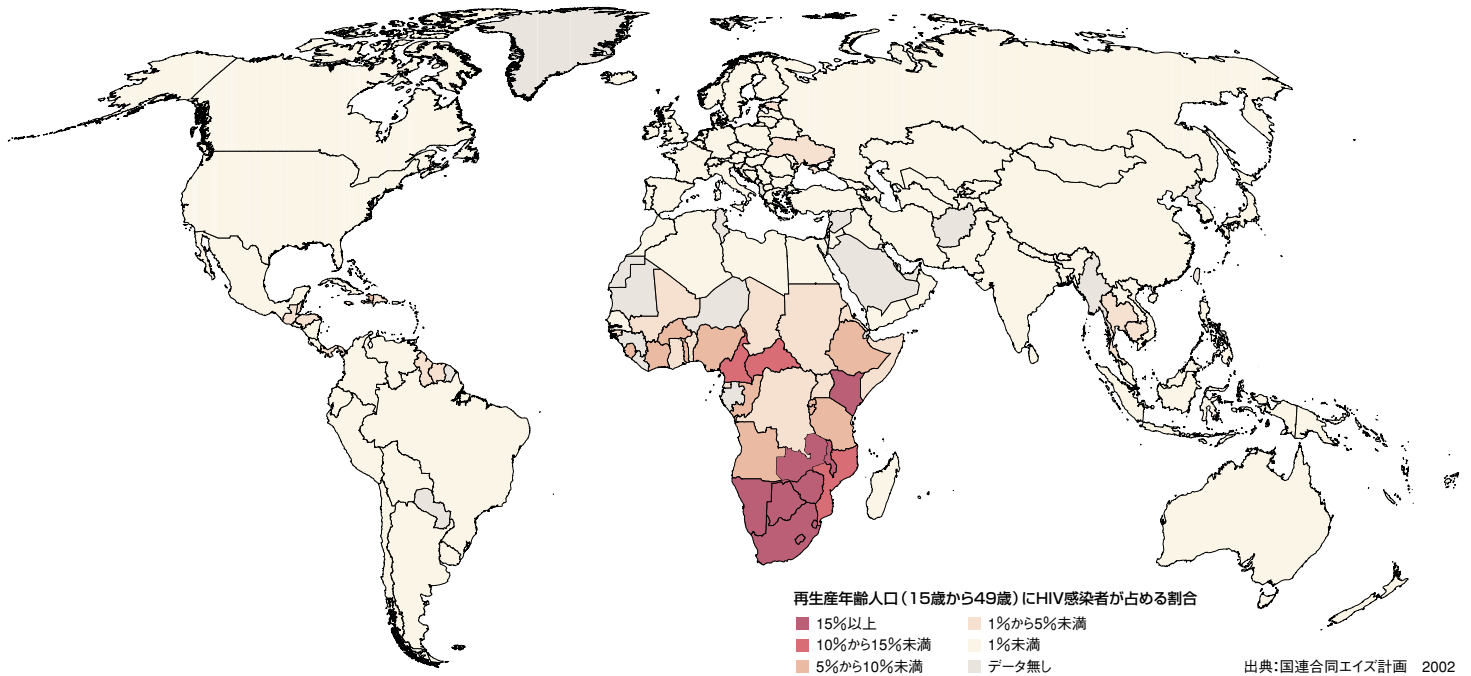 再生産年齢人口（15歳から49歳）にHIV感染者が占める割合
15％以上
10％から15％未満
5％から10％未満
1％から5％未満
1％未満
データ無し
出典：国連合同エイズ計画　2002